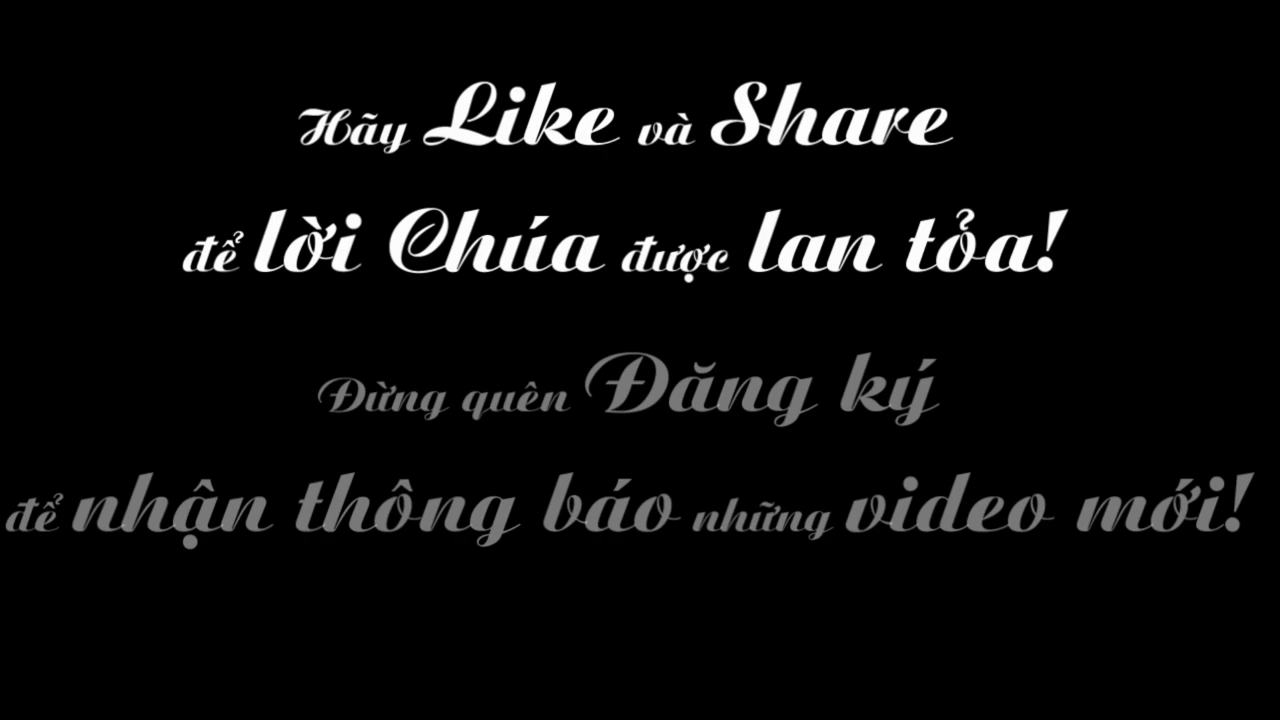 Hãy Like và Share
để lời Chúa được lan tỏa!
Đừng quên Đăng ký
để nhận thông báo những video mới!